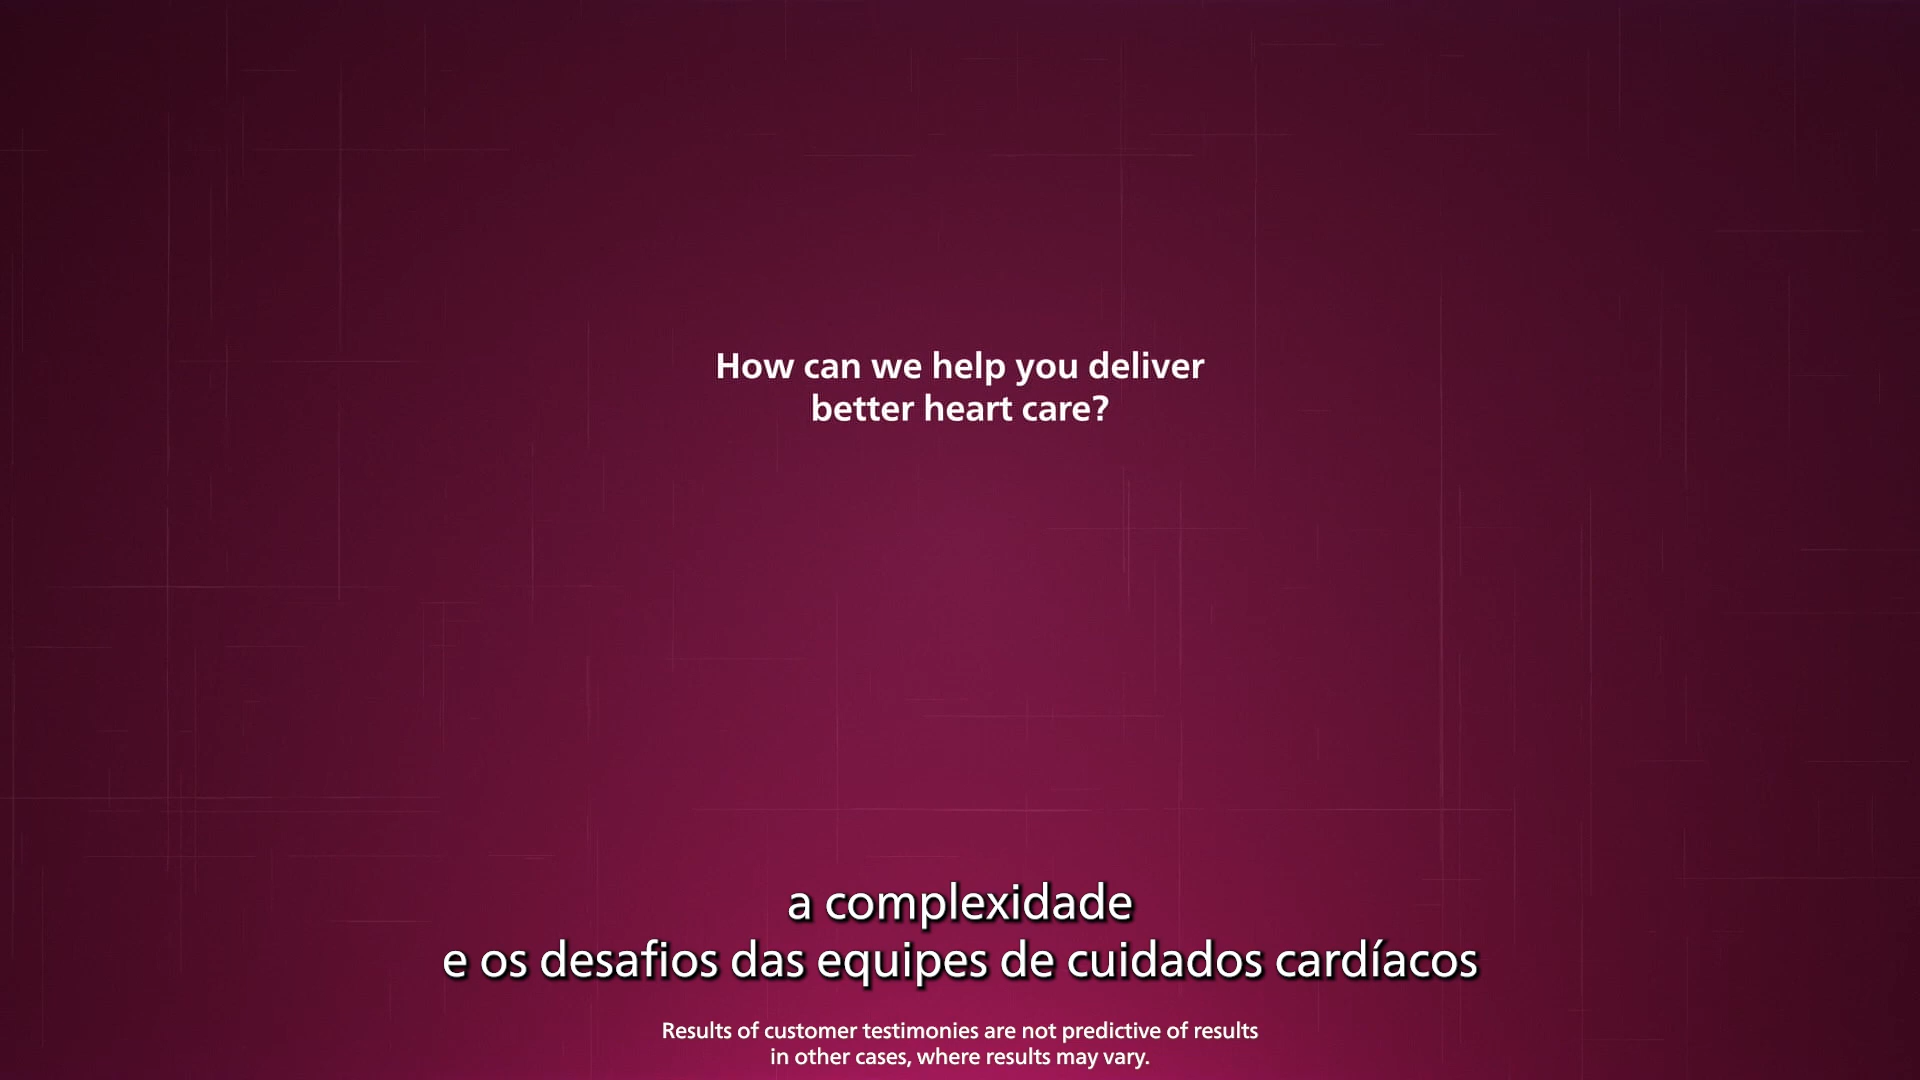 How can we help you deliver
better heart care?
a complexidade
e os desafios das equipes de cuidados cardíacos
Results of customer testimonies are not predictive of results
in other cases, where results may vary.